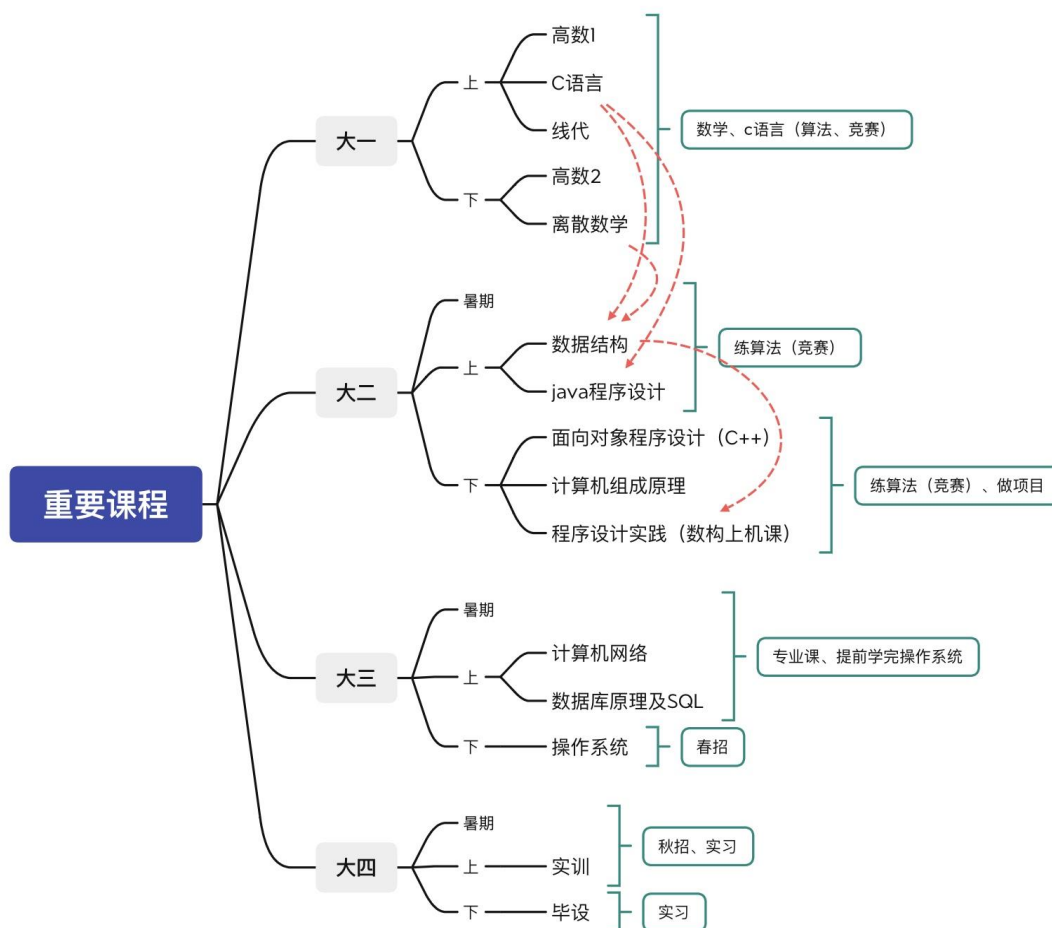 重要课程
大一
上
高数1
C语言
线代
下
高数2
离散数学
数学、c语言（算法、竞赛）
大二
暑期
上
数据结构
java程序设计
练算法（竞赛）
下
面向对象程序设计（C++）
计算机组成原理
程序设计实践（数构上机课）
练算法（竞赛）、做项目
大三
暑期
上
计算机网络
数据库原理及SQL
专业课、提前学完操作系统
下
操作系统
春招
大四
暑期
上
实训
秋招、实习
下
毕设
实习